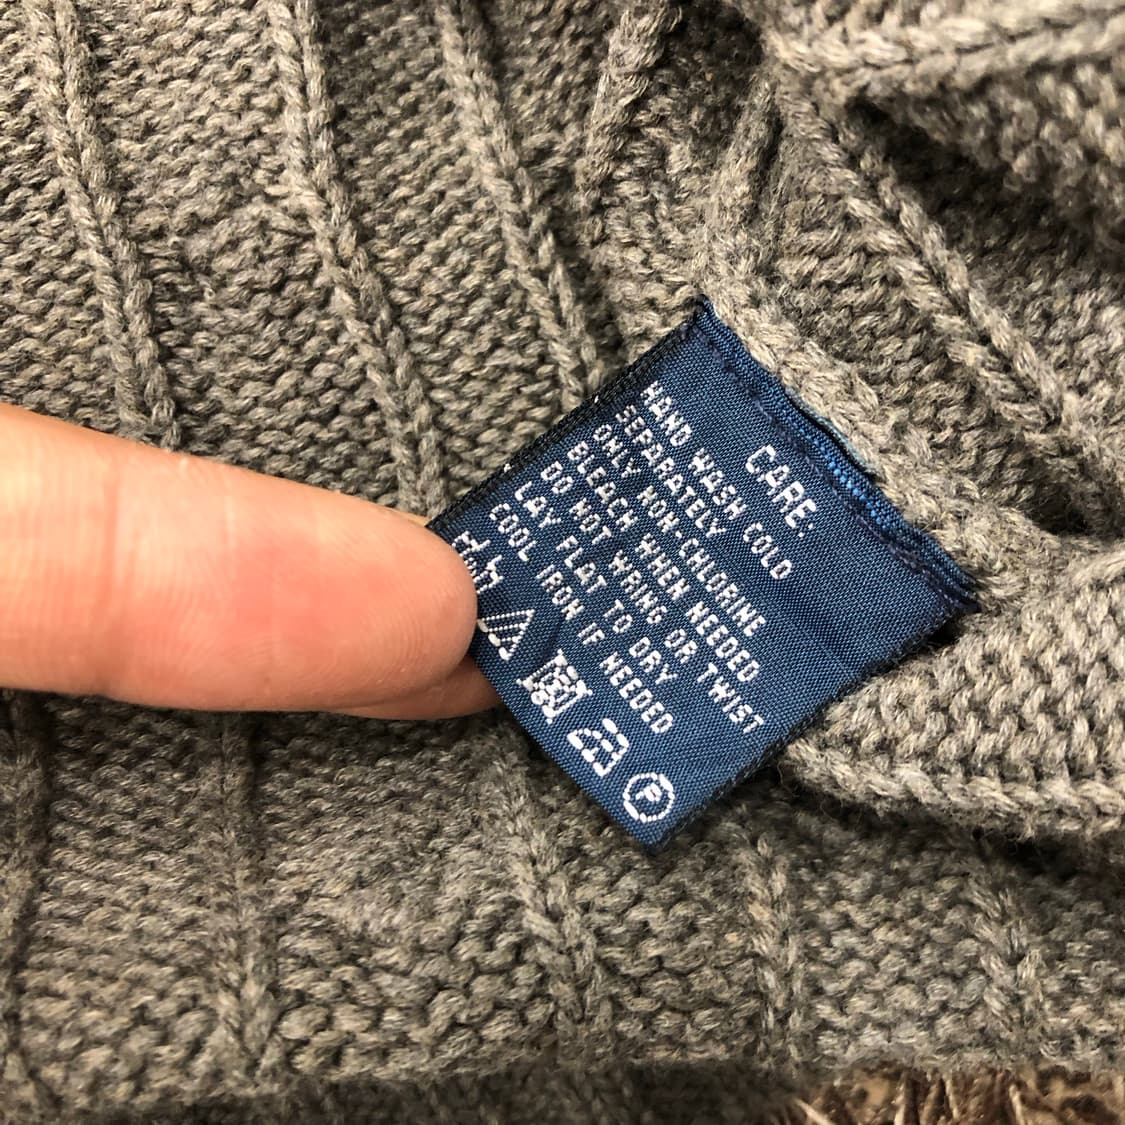 CARE:
HAND WASH COLD
SEPARATELY
ONLY NON-CHLORINE
BLEACH WHEN NEEDED
DO NOT WRING OR TWIST
LAY FLAT TO DRY
COOL IRON IF NEEDED
P